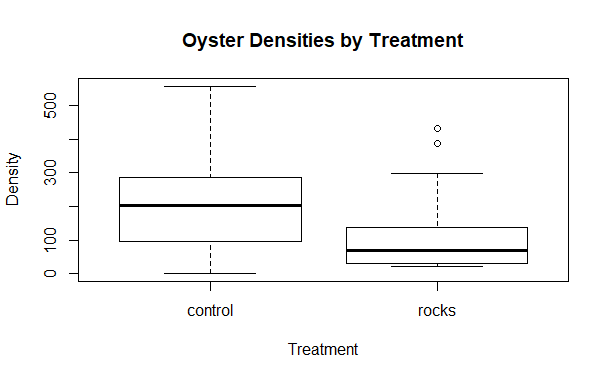 Oyster Densities by Treatment
Density
500
300
100
0
control
rocks
Treatment